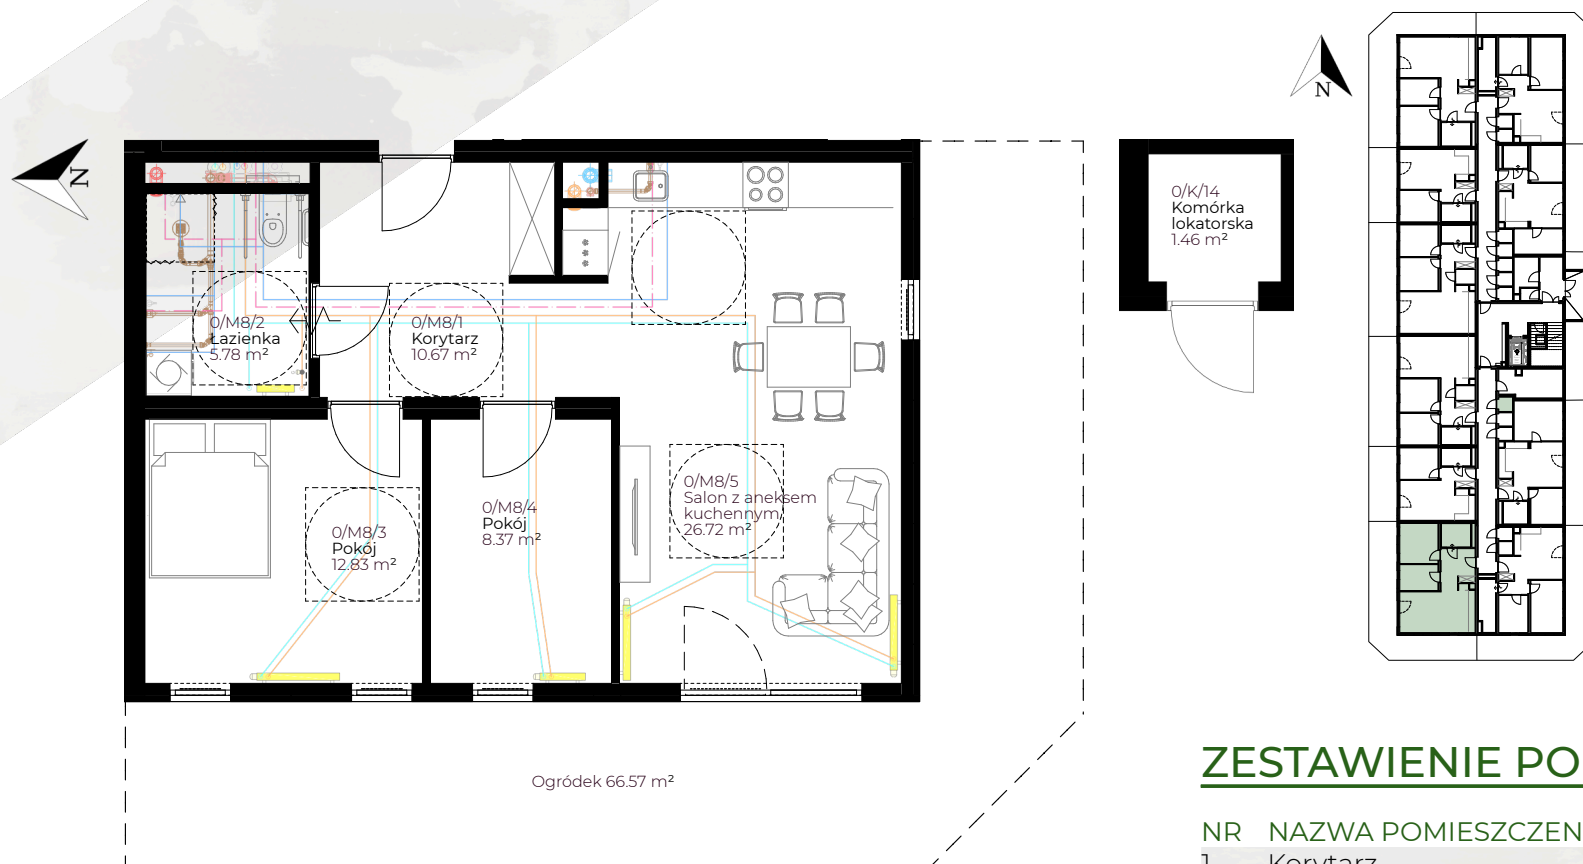 N
N
0/K/14
Komórka
lokatorska
1.46 m²
0/M8/2
Łazienka
5.78 m²
0/M8/1
Korytarz
10.67 m²
0/M8/3
Pokój
12.83 m²
0/M8/4
Pokój
8.37 m²
0/M8/5
Salon z aneksem
kuchennym
26.72 m²
Ogródek 66.57 m²
ZESTAWIENIE PO
NR NAZWA POMIESZCZEN
1 Korytarz